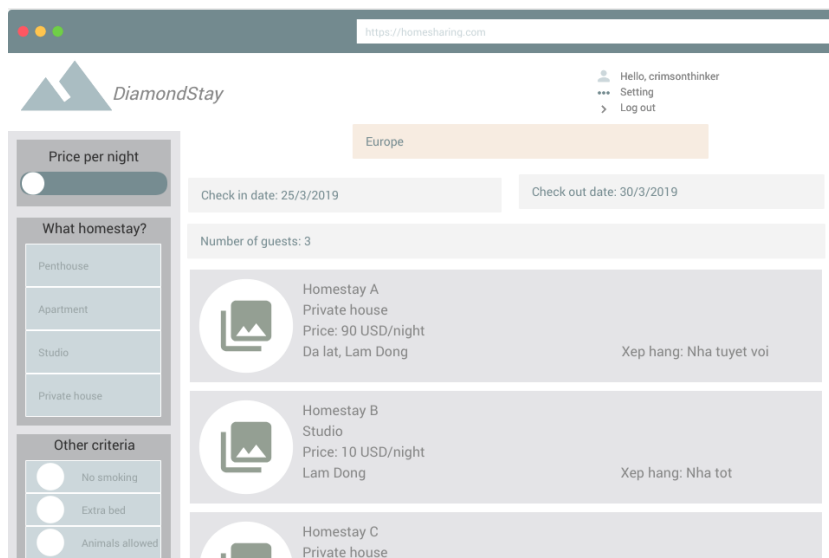 https://homesharing.com
DiamondStay
Hello, crimsonthinker
Setting
Log out
Europe
Price per night
Check in date: 25/3/2019
Check out date: 30/3/2019
What homestay?
Number of guests: 3
Penthouse
Apartment
Studio
Private house
Homestay A
Private house
Price: 90 USD/night
Da lat, Lam Dong
Xep hang: Nha tuyet voi
Homestay B
Studio
Price: 10 USD/night
Lam Dong
Xep hang: Nha tot
Other criteria
No smoking
Extra bed
Animals allowed
Homestay C
Private house